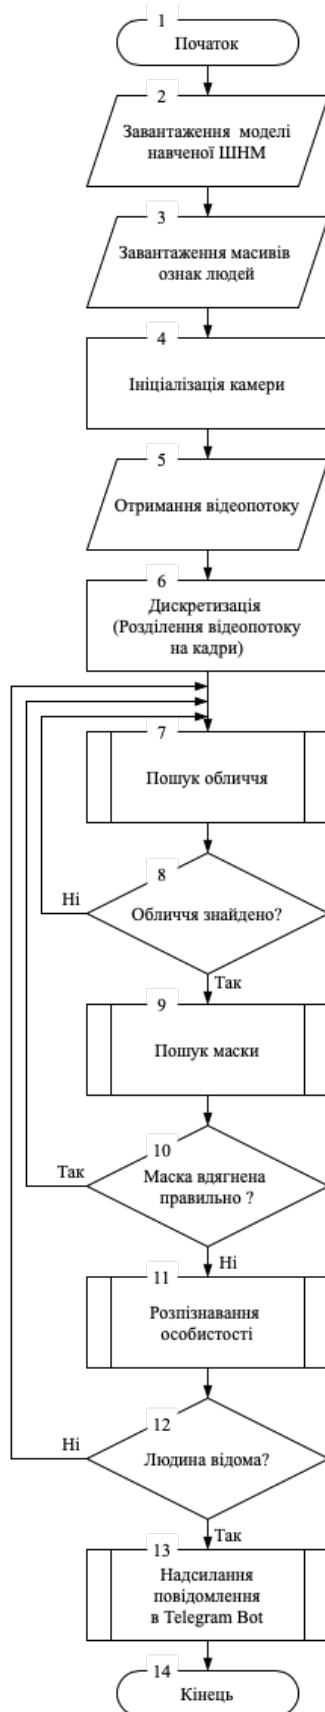 1
Початок
2
Завантаження моделі
навченої ШНМ
3
Завантаження масивів
ознак людей
4
Ініціалізація камери
5
Отримання відеопотоку
6
Дискретизація
(Розділення відеопотоку
на кадри)
7
Пошук обличчя
8
Ні
Обличчя знайдено?
Так
9
Пошук маски
10
Так
Маска вдягнена
правильно ?
Ні
11
Розпізнавання
особистості
12
Ні
Людина відома?
Так
13
Надсилання
повідомлення
в Telegram Bot
14
Кінець